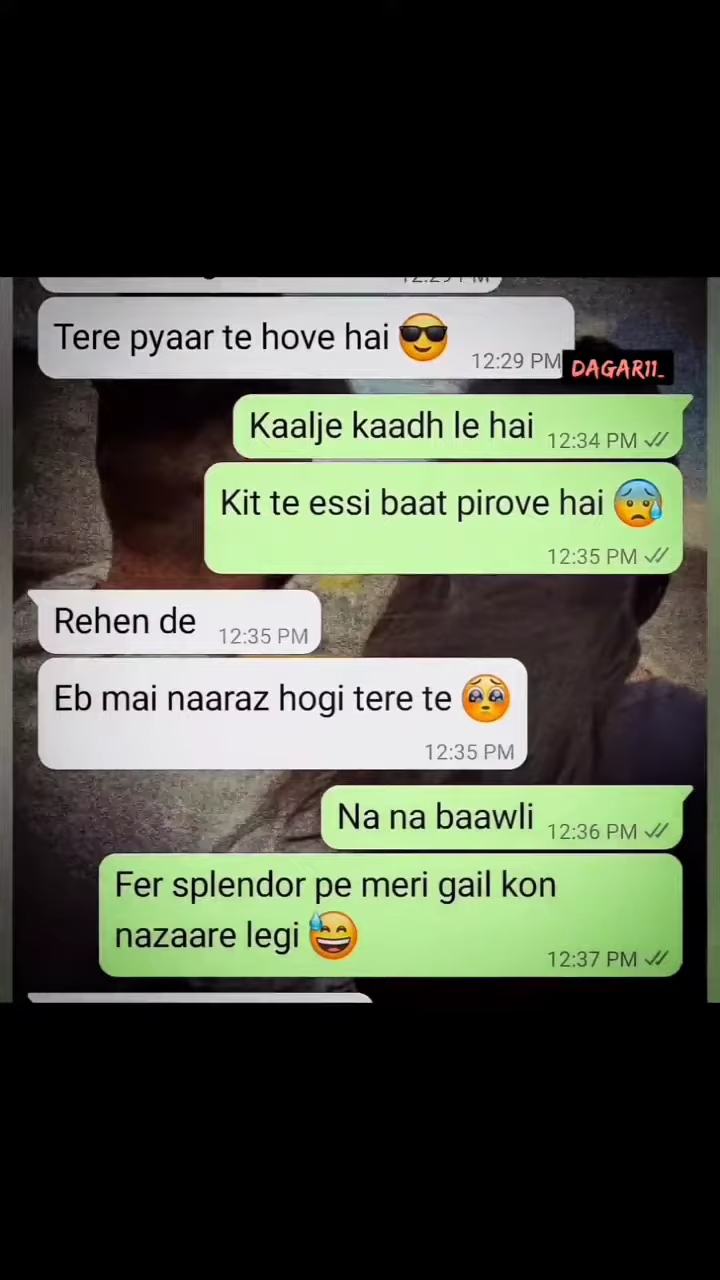 Tere pyaar te hove hai 😎
12:29 PM
DAGAR11_
Kaalje kaadh le hai 12:34 PM
Kit te essi baat pirove hai 😰
12:35 PM
Rehen de 12:35 PM
Eb mai naaraz hogi tere te 🥺
12:35 PM
Na na baawli 12:36 PM
Fer splendor pe meri gail kon
nazaare legi 😅
12:37 PM